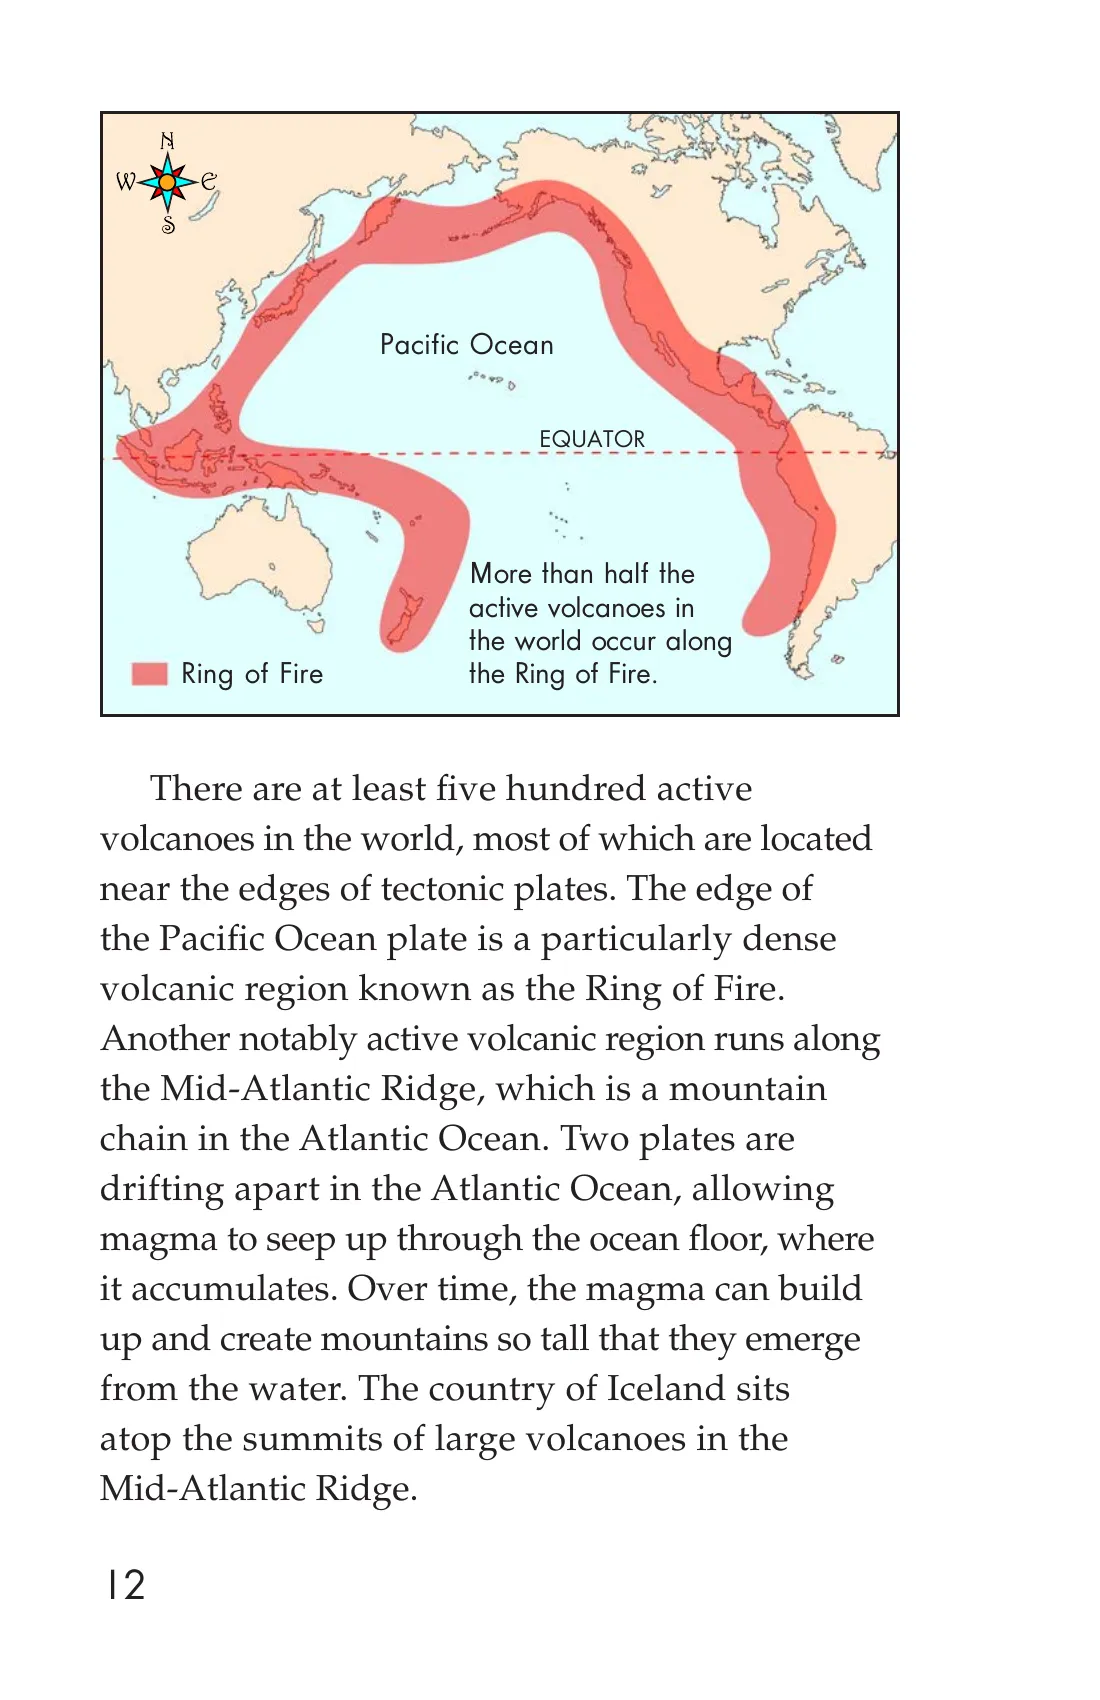 N
W E
S
Pacific Ocean
EQUATOR
More than half the
active volcanoes in
the world occur along
the Ring of Fire.
Ring of Fire
There are at least five hundred active
volcanoes in the world, most of which are located
near the edges of tectonic plates. The edge of
the Pacific Ocean plate is a particularly dense
volcanic region known as the Ring of Fire.
Another notably active volcanic region runs along
the Mid-Atlantic Ridge, which is a mountain
chain in the Atlantic Ocean. Two plates are
drifting apart in the Atlantic Ocean, allowing
magma to seep up through the ocean floor, where
it accumulates. Over time, the magma can build
up and create mountains so tall that they emerge
from the water. The country of Iceland sits
atop the summits of large volcanoes in the
Mid-Atlantic Ridge.
12